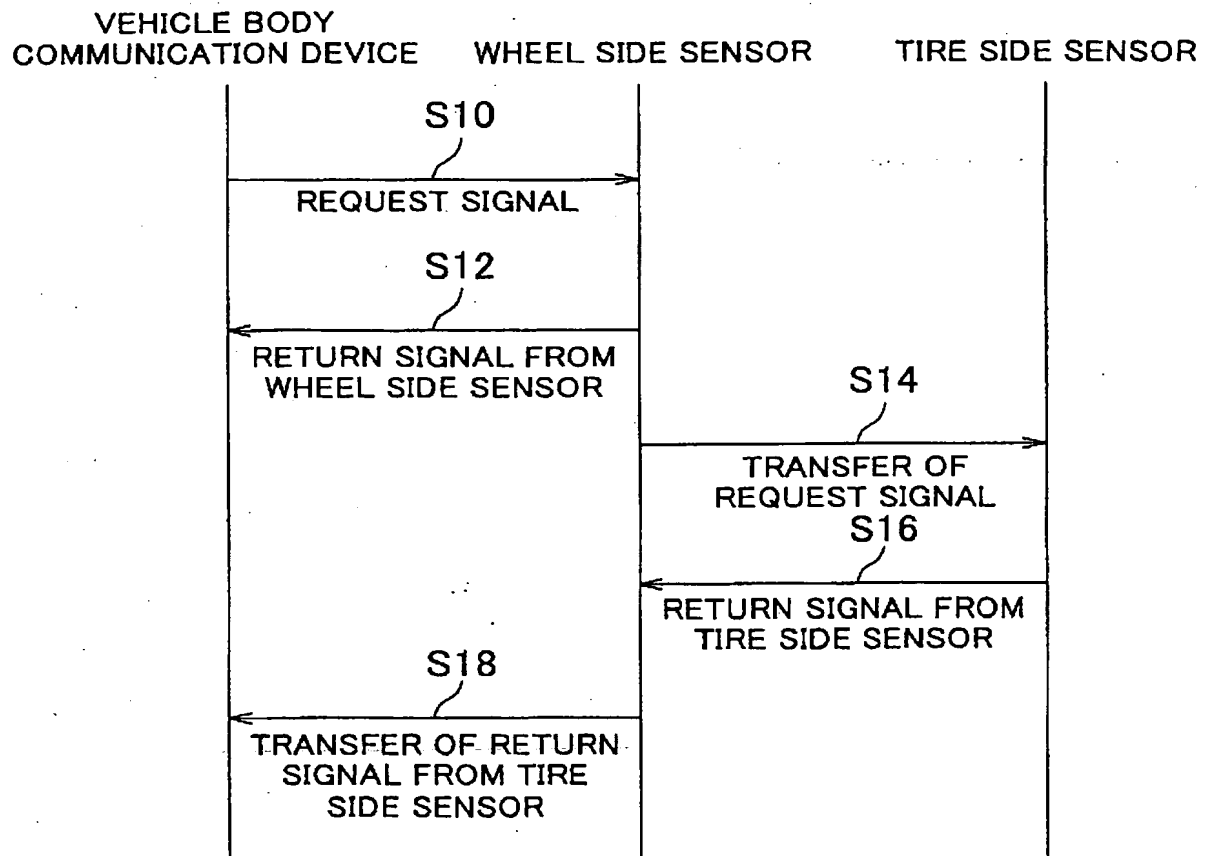 VEHICLE BODY
COMMUNICATION DEVICE
WHEEL SIDE SENSOR
TIRE SIDE SENSOR
S10
REQUEST SIGNAL
S12
RETURN SIGNAL FROM
WHEEL SIDE SENSOR
S14
TRANSFER OF
REQUEST SIGNAL
S16
RETURN SIGNAL FROM
TIRE SIDE SENSOR
S18
TRANSFER OF RETURN
SIGNAL FROM TIRE
SIDE SENSOR